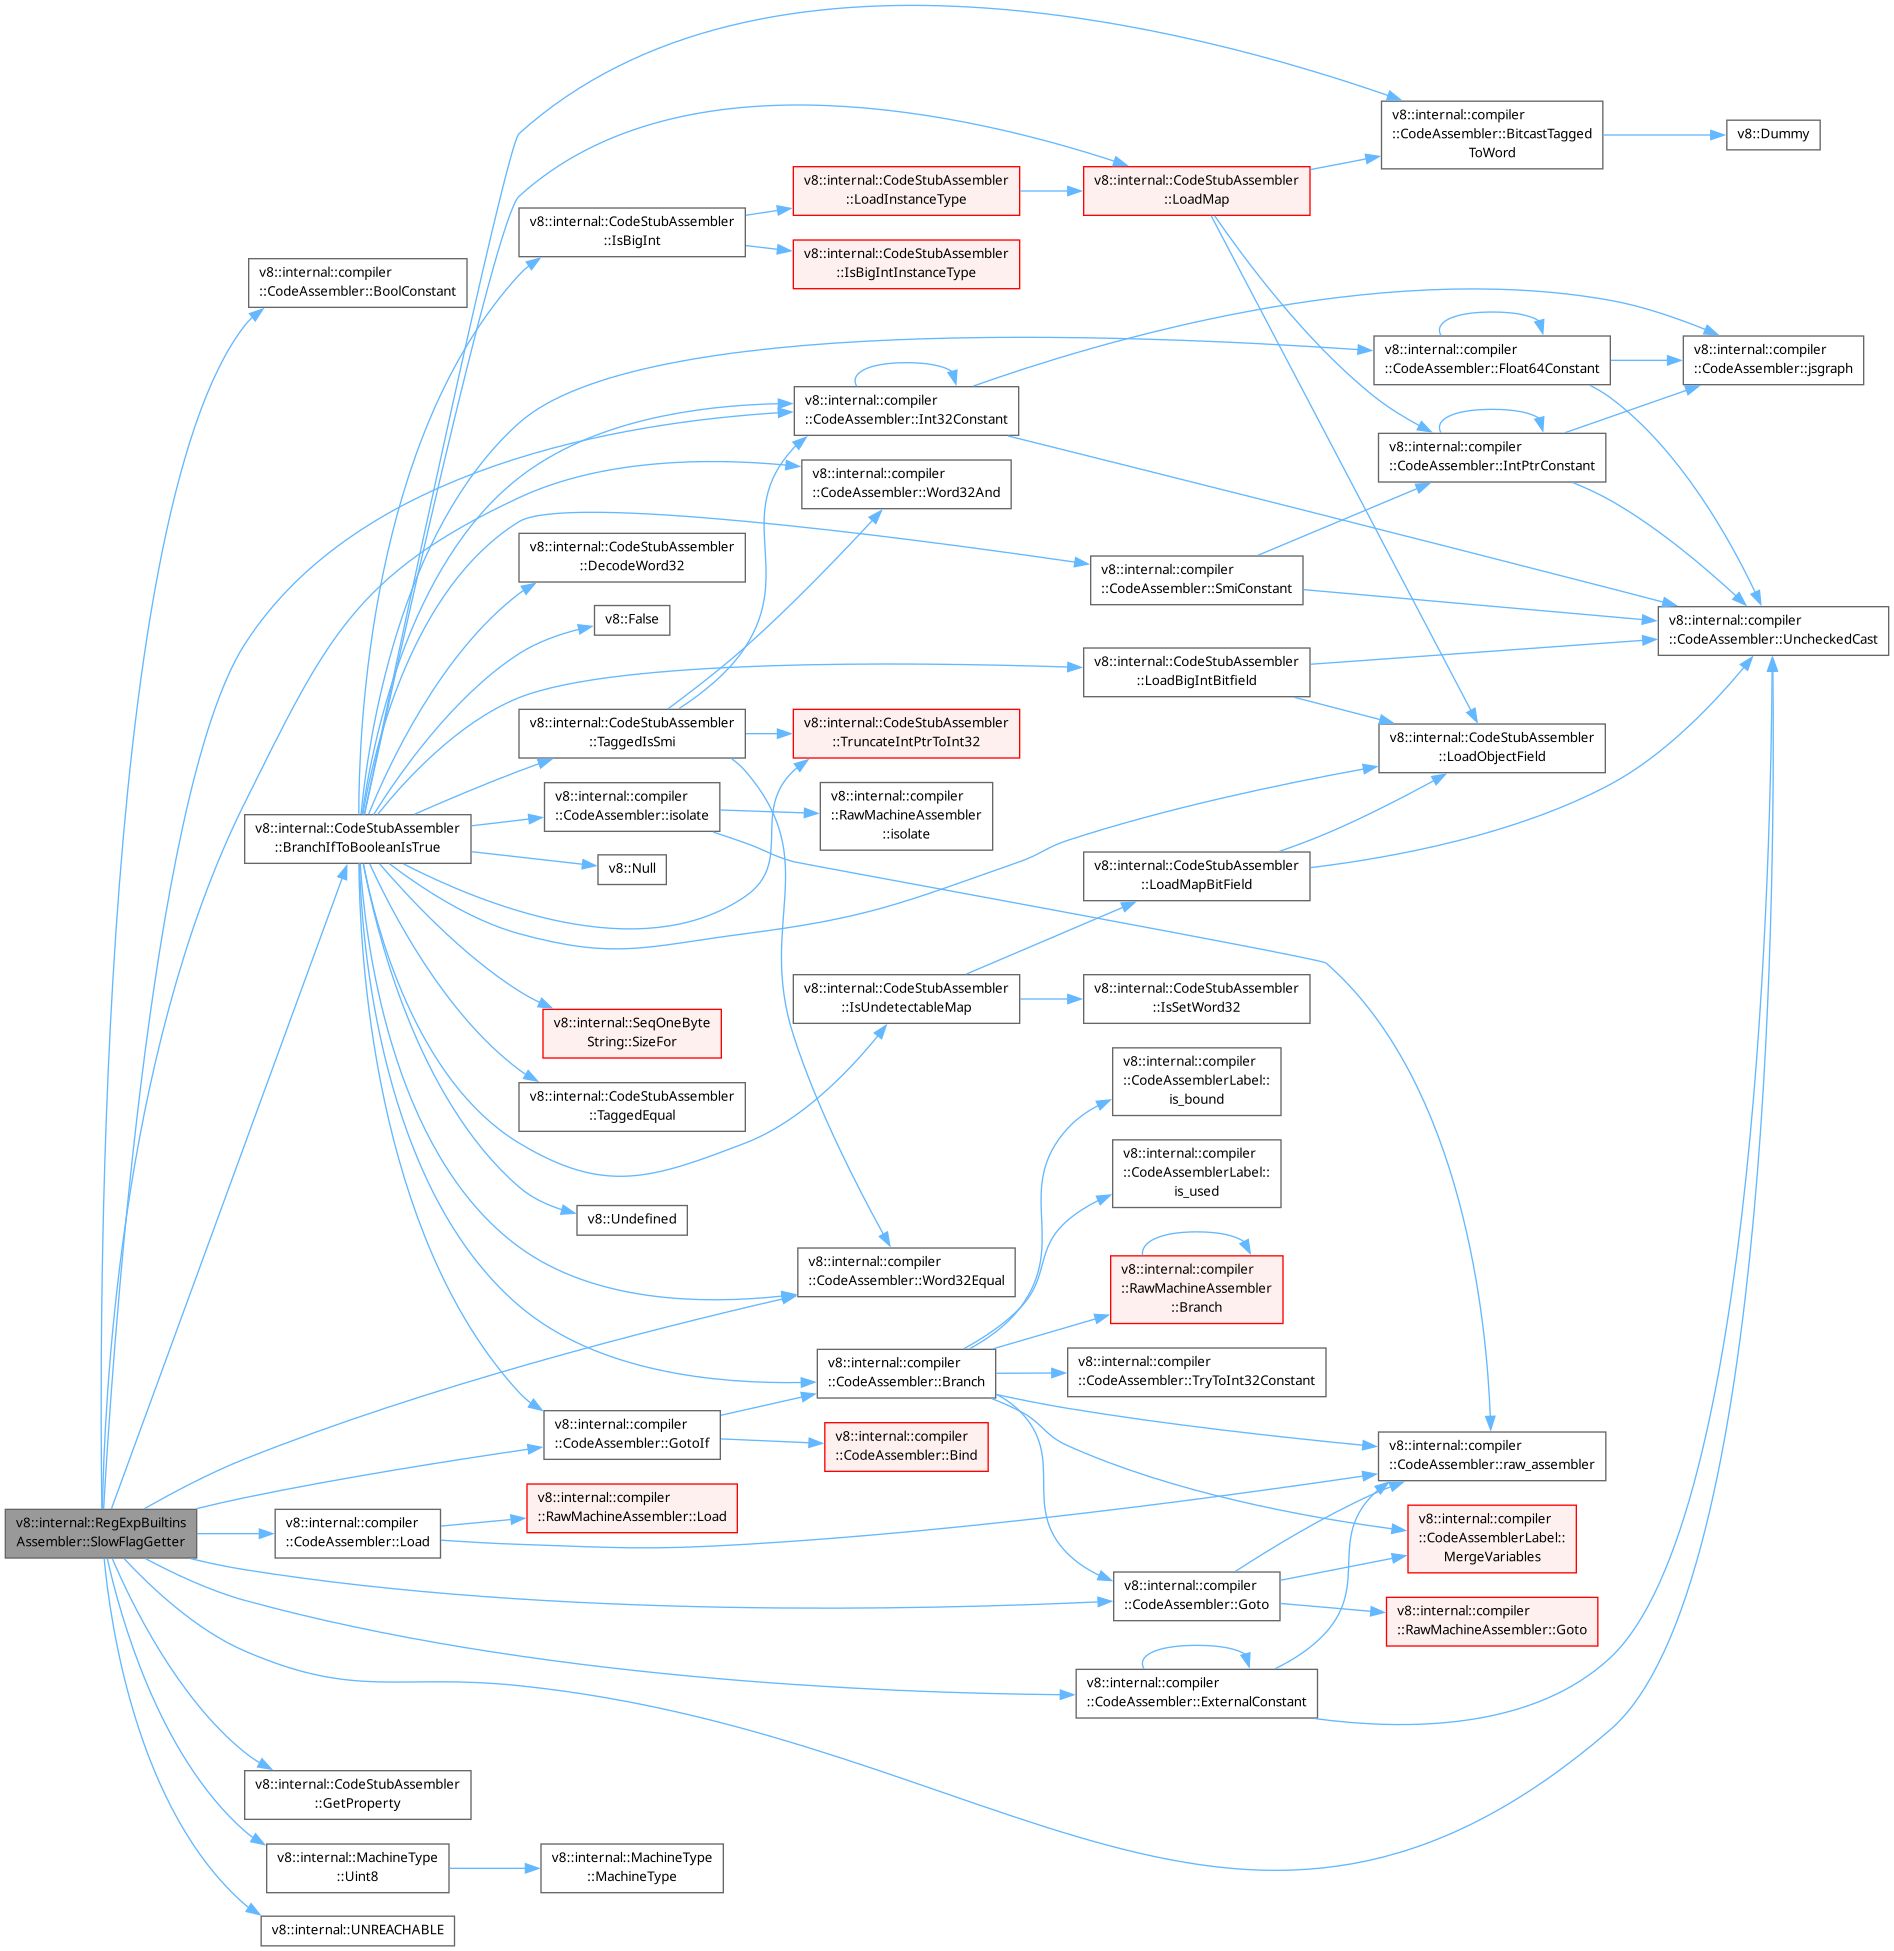 v8::internal::RegExpBuiltins
Assembler::SlowFlagGetter
v8::internal::compiler
::CodeAssembler::BoolConstant
v8::internal::CodeStubAssembler
::BranchIfToBooleanIsTrue
v8::internal::compiler
::CodeAssembler::Load
v8::internal::CodeStubAssembler
::GetProperty
v8::internal::MachineType
::Uint8
v8::internal::UNREACHABLE
v8::internal::CodeStubAssembler
::IsBigInt
v8::internal::CodeStubAssembler
::DecodeWord32
v8::False
v8::internal::CodeStubAssembler
::TaggedIsSmi
v8::internal::compiler
::CodeAssembler::isolate
v8::Null
v8::internal::SeqOneByte
String::SizeFor
v8::internal::CodeStubAssembler
::TaggedEqual
v8::Undefined
v8::internal::compiler
::CodeAssembler::GotoIf
v8::internal::compiler
::RawMachineAssembler::Load
v8::internal::MachineType
::MachineType
v8::internal::CodeStubAssembler
::LoadInstanceType
v8::internal::CodeStubAssembler
::IsBigIntInstanceType
v8::internal::compiler
::CodeAssembler::Int32Constant
v8::internal::compiler
::CodeAssembler::Word32And
v8::internal::CodeStubAssembler
::TruncateIntPtrToInt32
v8::internal::compiler
::RawMachineAssembler
::isolate
v8::internal::CodeStubAssembler
::IsUndetectableMap
v8::internal::compiler
::CodeAssembler::Word32Equal
v8::internal::compiler
::CodeAssembler::Branch
v8::internal::compiler
::CodeAssembler::Bind
v8::internal::CodeStubAssembler
::LoadMap
v8::internal::compiler
::CodeAssembler::SmiConstant
v8::internal::CodeStubAssembler
::LoadBigIntBitfield
v8::internal::CodeStubAssembler
::LoadMapBitField
v8::internal::CodeStubAssembler
::IsSetWord32
v8::internal::compiler
::CodeAssemblerLabel::
is_bound
v8::internal::compiler
::CodeAssemblerLabel::
is_used
v8::internal::compiler
::RawMachineAssembler
::Branch
v8::internal::compiler
::CodeAssembler::TryToInt32Constant
v8::internal::compiler
::CodeAssembler::Goto
v8::internal::compiler
::CodeAssembler::ExternalConstant
v8::internal::compiler
::CodeAssembler::BitcastTagged
ToWord
v8::internal::compiler
::CodeAssembler::Float64Constant
v8::internal::compiler
::CodeAssembler::IntPtrConstant
v8::internal::CodeStubAssembler
::LoadObjectField
v8::internal::compiler
::CodeAssembler::raw_assembler
v8::internal::compiler
::CodeAssemblerLabel::
MergeVariables
v8::internal::compiler
::RawMachineAssembler::Goto
v8::Dummy
v8::internal::compiler
::CodeAssembler::jsgraph
v8::internal::compiler
::CodeAssembler::UncheckedCast